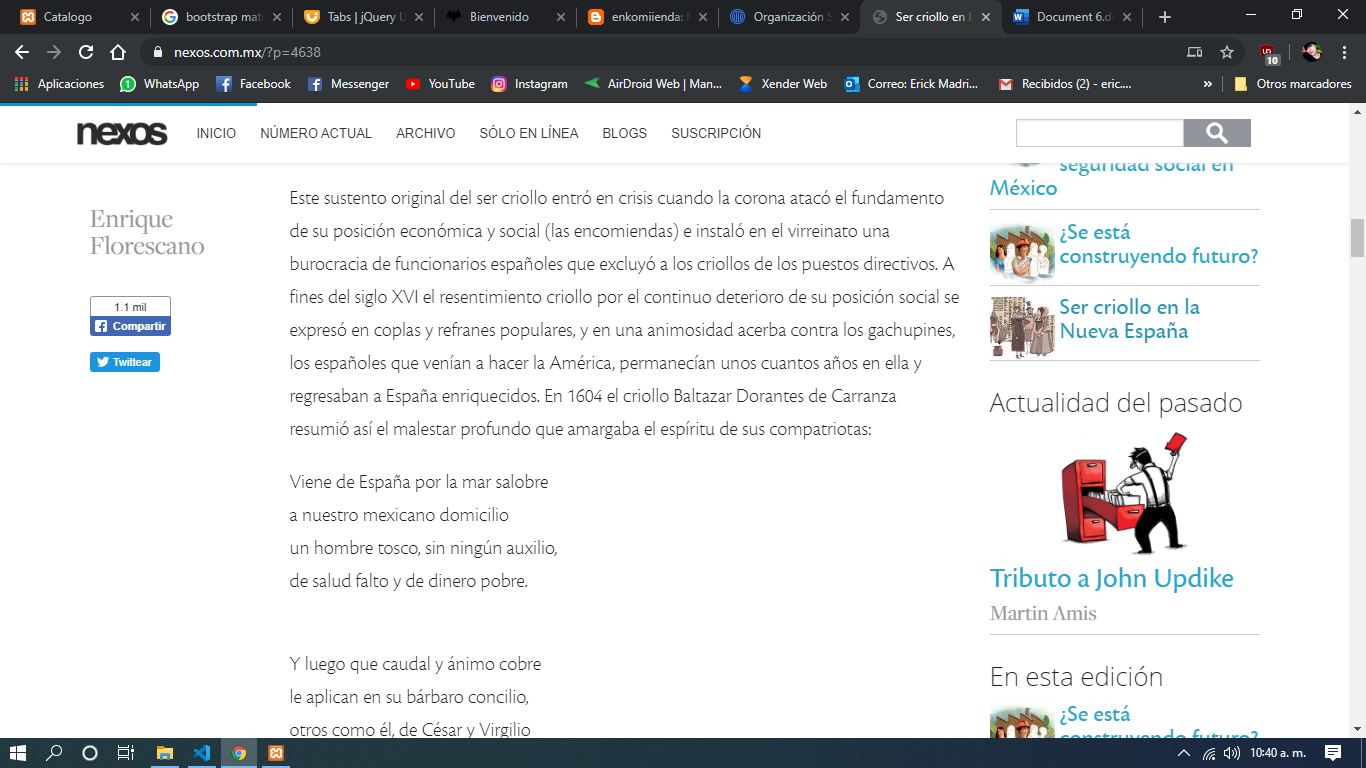 Catalogo
bootstrap mat
Tabs | jQuery U
Bienvenido
enkomiienda: 
Organización S
Ser criollo en l
Document 6.d
nexos.com.mx/?p=4638
10
Aplicaciones
WhatsApp
Facebook
Messenger
YouTube
Instagram
AirDroid Web | Man...
Xender Web
Correo: Erick Madri...
Recibidos (2) - eric....
»
Otros marcadores
nexos
INICIO
NÚMERO ACTUAL
ARCHIVO
SÓLO EN LÍNEA
BLOGS
SUSCRIPCIÓN
Enrique
Florescano
1.1 mil
Compartir
Twittear
Este sustento original del ser criollo entró en crisis cuando la corona atacó el fundamento
de su posición económica y social (las encomiendas) e instaló en el virreinato una
burocracia de funcionarios españoles que excluyó a los criollos de los puestos directivos. A
fines del siglo XVI el resentimiento criollo por el continuo deterioro de su posición social se
expresó en coplas y refranes populares, y en una animosidad acerba contra los gachupines,
los españoles que venían a hacer la América, permanecían unos cuantos años en ella y
regresaban a España enriquecidos. En 1604 el criollo Baltazar Dorantes de Carranza
resumió así el malestar profundo que amargaba el espíritu de sus compatriotas:
Viene de España por la mar salobre
a nuestro mexicano domicilio
un hombre tosco, sin ningún auxilio,
de salud falto y de dinero pobre.
Y luego que caudal y ánimo cobre
le aplican en su bárbaro concilio,
otros como él, de César y Virgilio
seguridad social en
México
¿Se está
construyendo futuro?
Ser criollo en la
Nueva España
Actualidad del pasado
Tributo a John Updike
Martin Amis
En esta edición
¿Se está
construyendo futuro?
10:40 a. m.